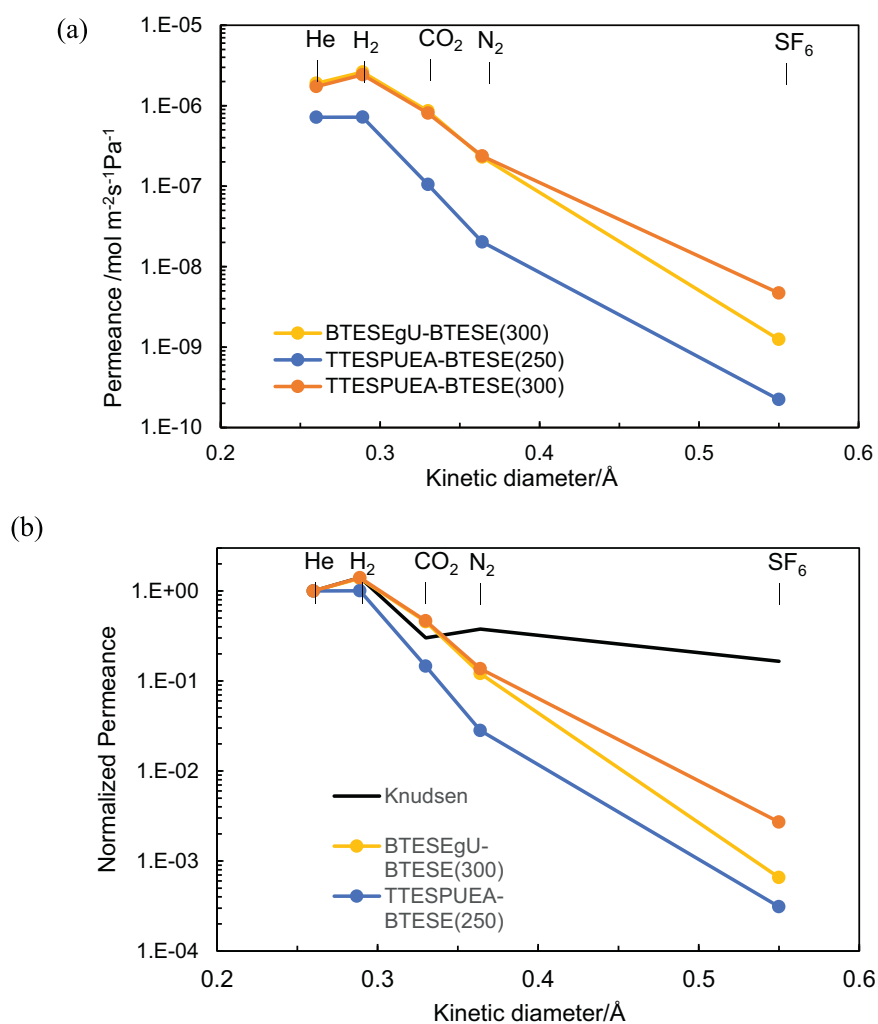 (a)
He H₂ CO₂ N₂ SF₆
Permeance /mol m⁻²s⁻¹Pa⁻¹
1.E-05
1.E-06
1.E-07
1.E-08
1.E-09
1.E-10
BTESEgU-BTESE(300)
TTESPUEA-BTESE(250)
TTESPUEA-BTESE(300)
0.2 0.3 0.4 0.5 0.6
Kinetic diameter/Å
(b)
He H₂ CO₂ N₂ SF₆
Normalized Permeance
1.E+00
1.E-01
1.E-02
1.E-03
1.E-04
Knudsen
BTESEgU-
BTESE(300)
TTESPUEA-
BTESE(250)
0.2 0.3 0.4 0.5 0.6
Kinetic diameter/Å